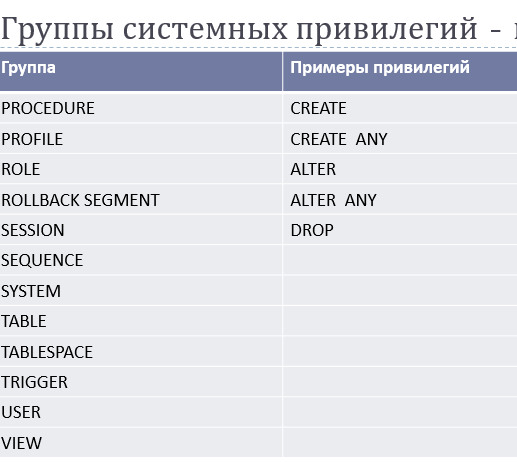 Группы системных привилегий -
Группа Примеры привилегий
PROCEDURE CREATE
PROFILE CREATE ANY
ROLE ALTER
ROLLBACK SEGMENT ALTER ANY
SESSION DROP
SEQUENCE
SYSTEM
TABLE
TABLESPACE
TRIGGER
USER
VIEW